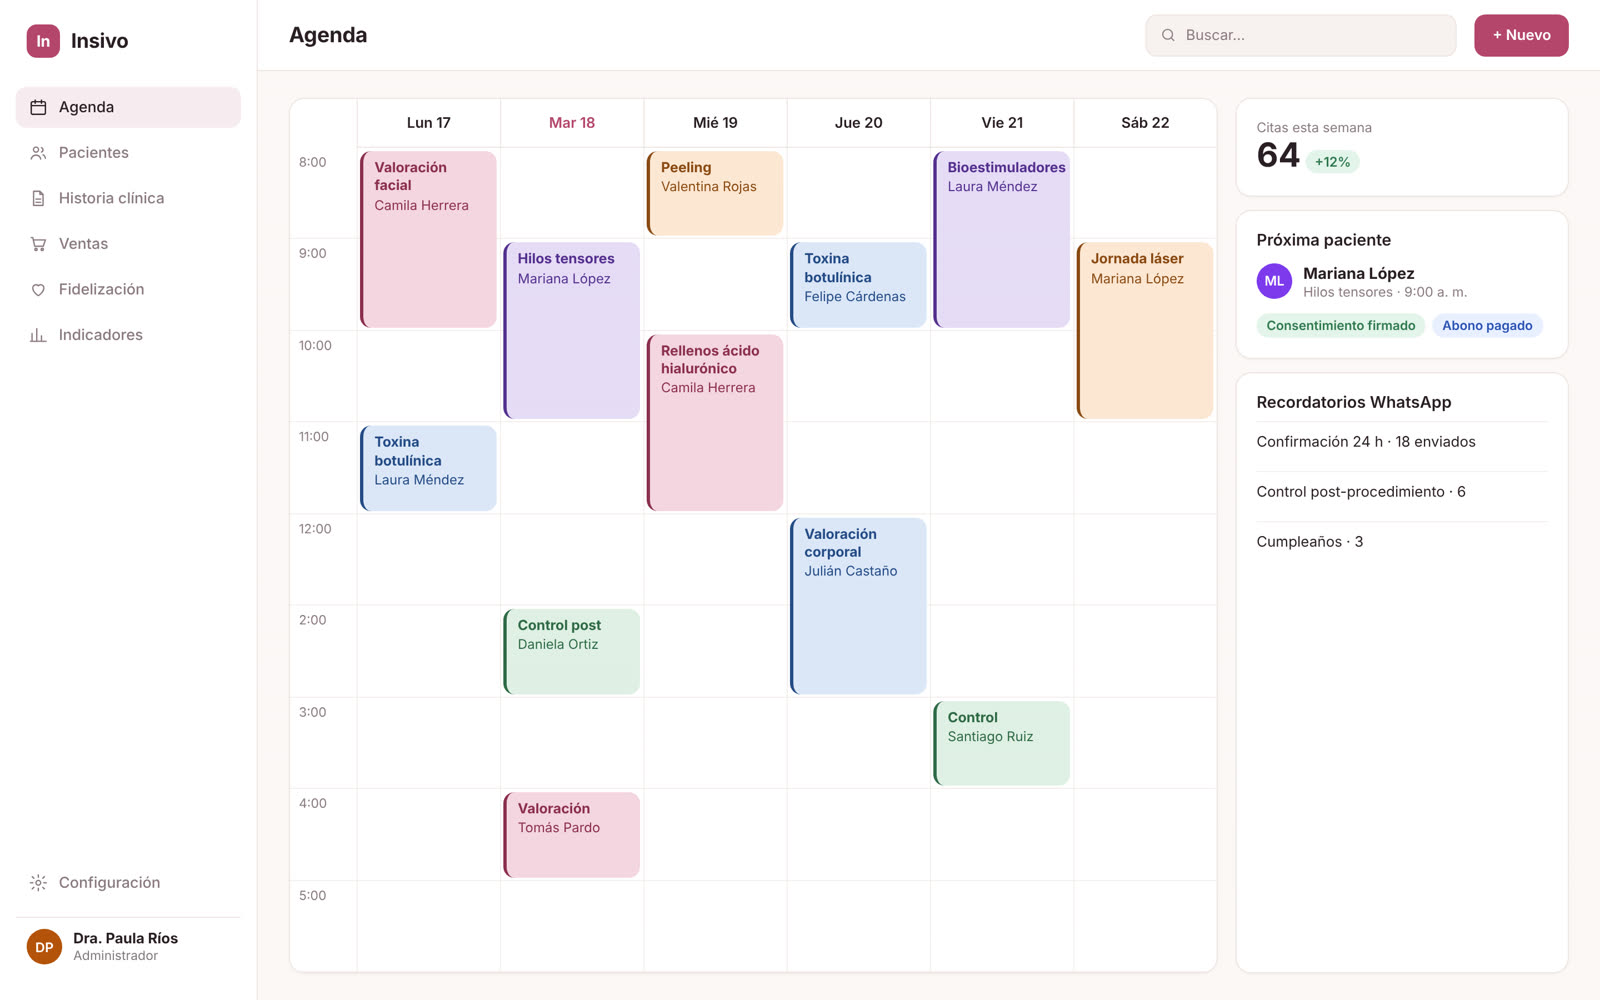 In Insivo
Agenda
Pacientes
Historia clínica
Ventas
Fidelización
Indicadores
Configuración
DP
Dra. Paula Ríos
Administrador
Agenda
Buscar...
+ Nuevo
Lun 17 Mar 18 Mié 19 Jue 20 Vie 21 Sáb 22
8:00
9:00
10:00
11:00
12:00
2:00
3:00
4:00
5:00
Valoración
facial
Camila Herrera
Toxina
botulínica
Laura Méndez
Hilos tensores
Mariana López
Control post
Daniela Ortiz
Valoración
Tomás Pardo
Peeling
Valentina Rojas
Rellenos ácido
hialurónico
Camila Herrera
Toxina
botulínica
Felipe Cárdenas
Valoración
corporal
Julián Castaño
Bioestimuladores
Laura Méndez
Control
Santiago Ruiz
Jornada láser
Mariana López
Citas esta semana
64 +12%
Próxima paciente
ML
Mariana López
Hilos tensores · 9:00 a. m.
Consentimiento firmado Abono pagado
Recordatorios WhatsApp
Confirmación 24 h · 18 enviados
Control post-procedimiento · 6
Cumpleaños · 3